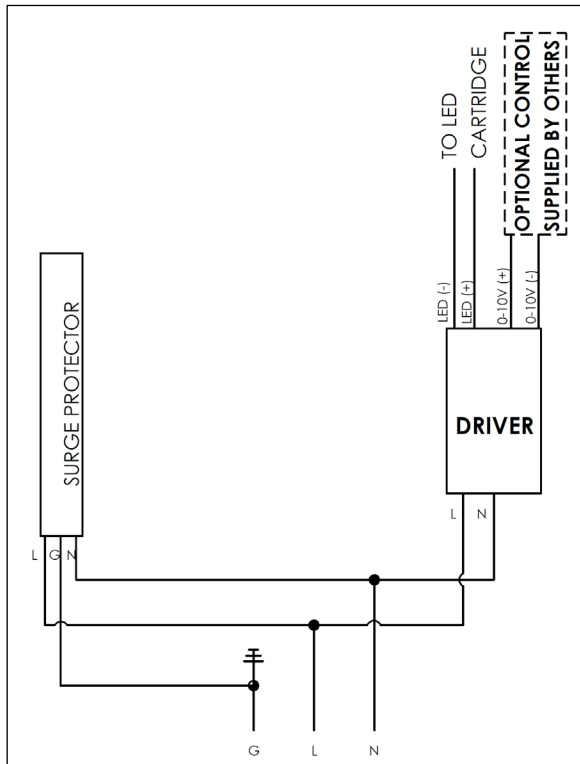 TO LED
CARTRIDGE
OPTIONAL CONTROL
SUPPLIED BY OTHERS
LED (-)
LED (+)
0-10V (+)
0-10V (-)
SURGE PROTECTOR
DRIVER
L
N
L
G
N
G
L
N